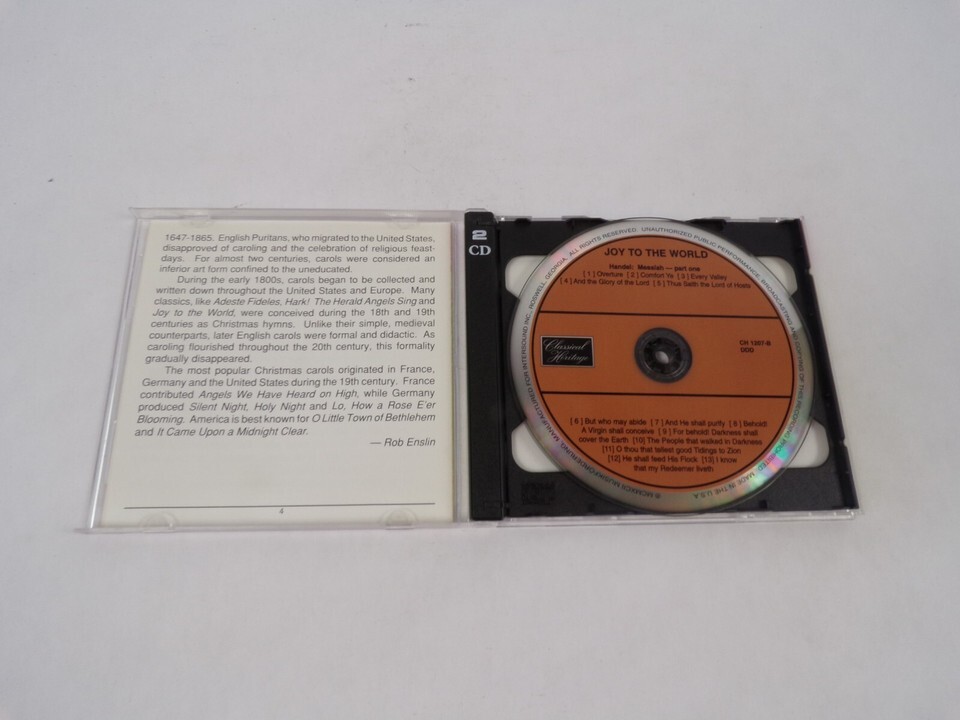 1647-1865, English Puritans, who migrated to the United States,
disapproved of caroling and the celebration of religious feast-
days. For almost two centuries, carols were considered an
inferior art form confined to the uneducated.
During the early 1800s, carols began to be collected and
written down throughout the United States and Europe. Many
classics, like Adeste Fideles, Hark! The Herald Angels Sing and
Joy to the World, were conceived during the 18th and 19th
centuries as Christmas hymns. Unlike their simple, medieval
counterparts, later English carols were formal and didactic. As
caroling flourished throughout the 20th century, this formality
gradually disappeared.
The most popular Christmas carols originated in France,
Germany and the United States during the 19th century. France
contributed Angels We Have Heard on High, while Germany
produced Silent Night, Holy Night and Lo, How a Rose E'er
Blooming. America is best known for O Little Town of Bethlehem
and It Came Upon a Midnight Clear.
— Rob Enslin
4
2
CD
JOY TO THE WORLD
Handel: Messiah — part one
[1] Overture [2] Comfort Ye [3] Every Valley
[4] And the Glory of the Lord [5] Thus Saith the Lord of Hosts
Classical
Heritage
CH 1207-B
DDD
[6] But who may abide [7] And He shall purify [8] Behold!
A Virgin shall conceive [9] For behold! Darkness shall
cover the Earth [10] The People that walked in Darkness
[11] O thou that tellest good Tidings to Zion
[12] He shall feed His Flock [13] I know
that my Redeemer liveth
MANUFACTURED FOR INTERSOUND INC., ROSWELL, GEORGIA. ALL RIGHTS RESERVED. UNAUTHORIZED PUBLIC PERFORMANCE, BROADCASTING AND COPYING OF THIS RECORDING PROHIBITED. MADE IN THE U.S.A.